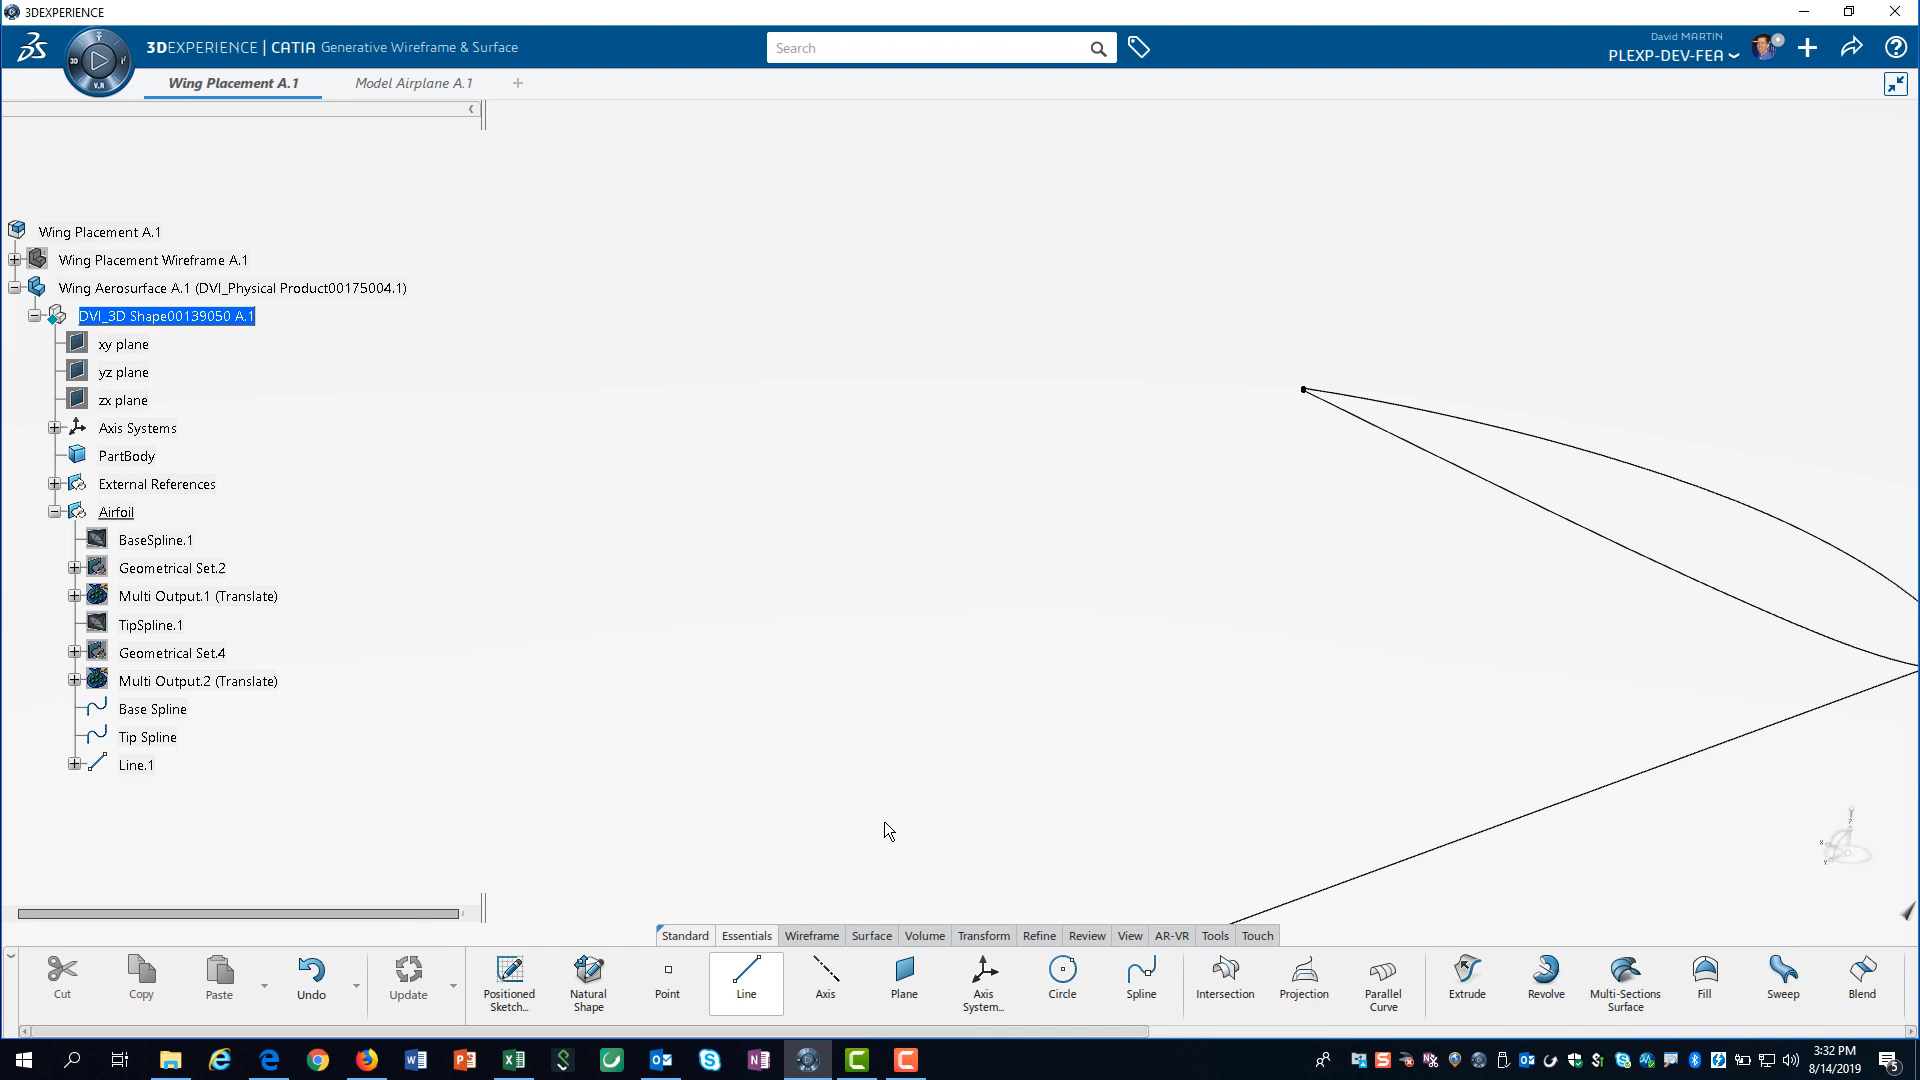 3DEXPERIENCE
3DEXPERIENCE | CATIA Generative Wireframe & Surface
3D
V.R
Search
David MARTIN
PLEXP-DEV-FEA
Wing Placement A.1
Model Airplane A.1
Wing Placement A.1
Wing Placement Wireframe A.1
Wing Aerosurface A.1 (DVI_Physical Product00175004.1)
DVI_3D Shape00139050 A.1
xy plane
yz plane
zx plane
Axis Systems
PartBody
External References
Airfoil
BaseSpline.1
Geometrical Set.2
Multi Output.1 (Translate)
TipSpline.1
Geometrical Set.4
Multi Output.2 (Translate)
Base Spline
Tip Spline
Line.1
Standard Essentials Wireframe Surface Volume Transform Refine Review View AR-VR Tools Touch
Cut Copy Paste Undo Update Positioned Sketch... Natural Shape Point Line Axis Plane Axis System... Circle Spline Intersection Projection Parallel Curve Extrude Revolve Multi-Sections Surface Fill Sweep Blend
3:32 PM
8/14/2019
5